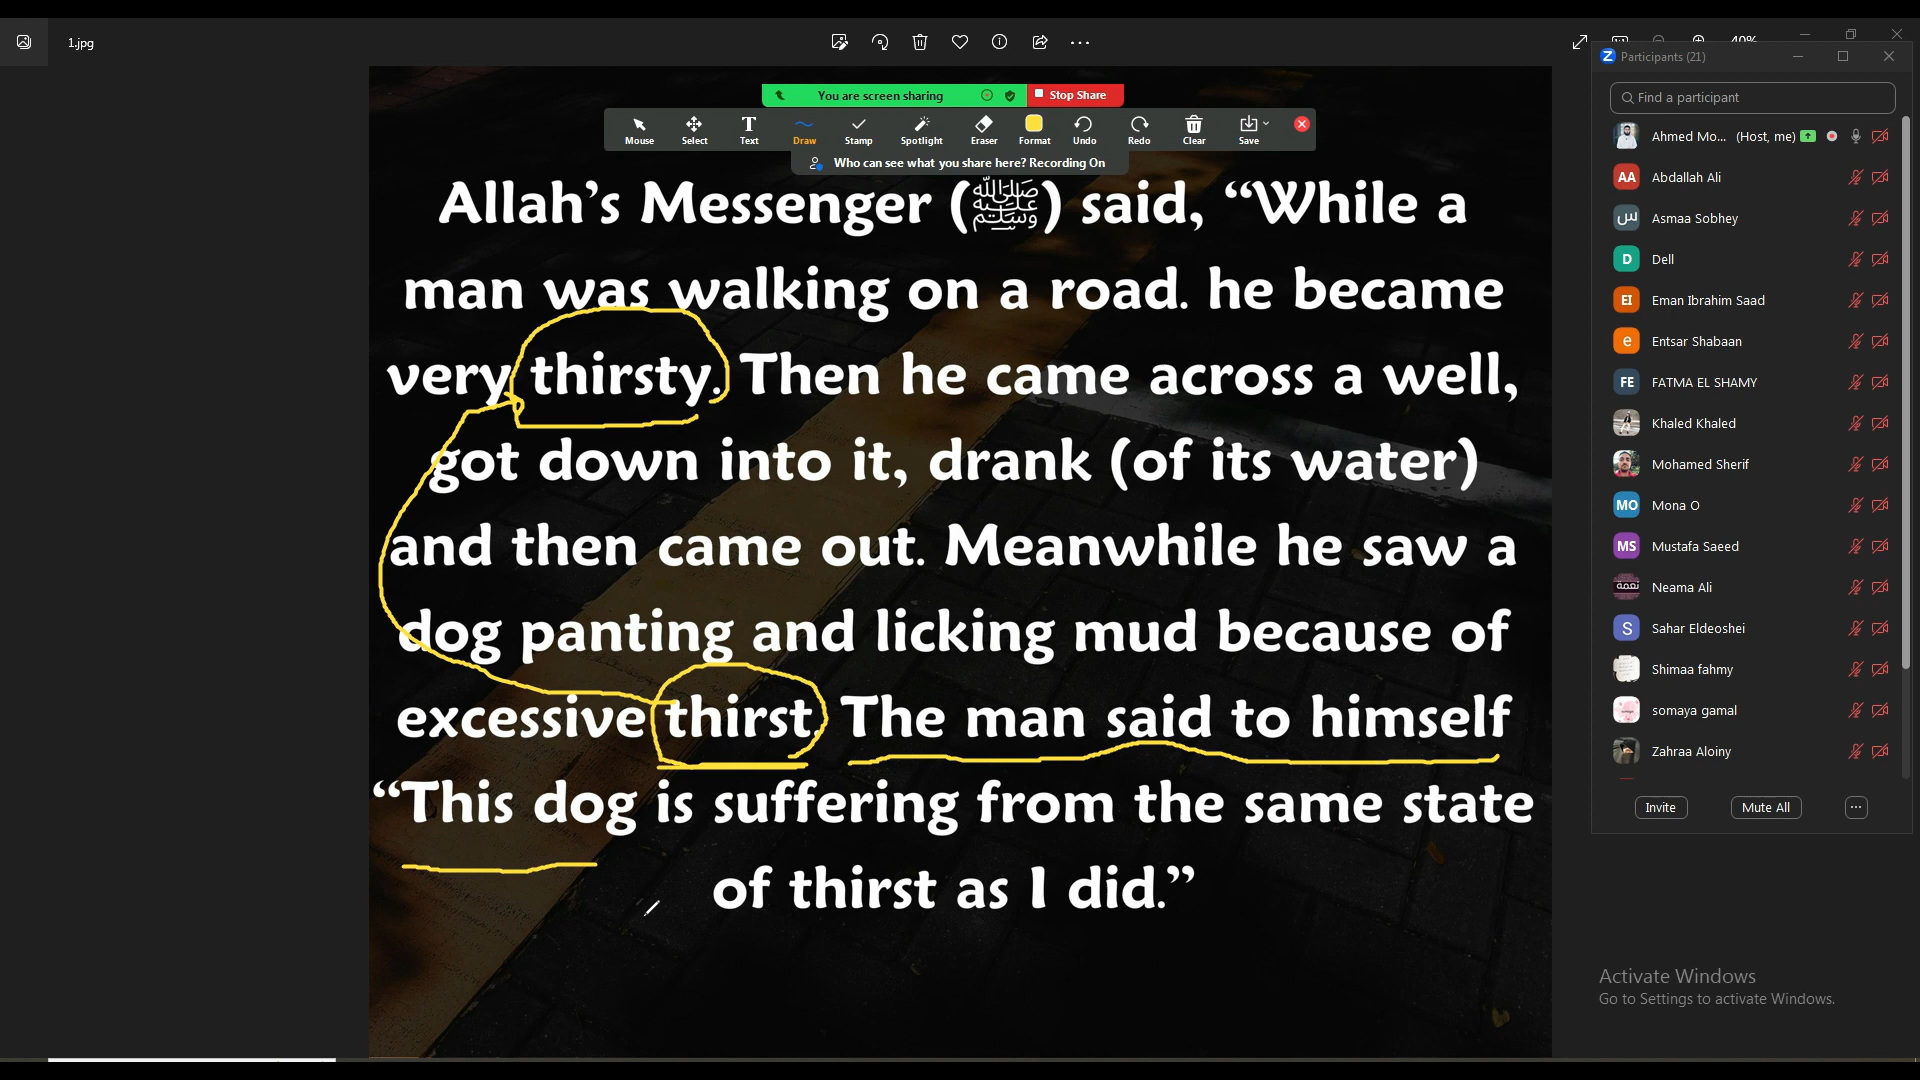 1.jpg
40%
You are screen sharing
Stop Share
Mouse
Select
Text
Draw
Stamp
Spotlight
Eraser
Format
Undo
Redo
Clear
Save
Who can see what you share here? Recording On
Allah’s Messenger (ﷺ) said, “While a
man was walking on a road. he became
very thirsty. Then he came across a well,
got down into it, drank (of its water)
and then came out. Meanwhile he saw a
dog panting and licking mud because of
excessive thirst. The man said to himself
“This dog is suffering from the same state
of thirst as I did.”
Participants (21)
Find a participant
Ahmed Mo... (Host, me)
AA Abdallah Ali
س Asmaa Sobhey
D Dell
EI Eman Ibrahim Saad
e Entsar Shabaan
FE FATMA EL SHAMY
Khaled Khaled
Mohamed Sherif
MO Mona O
MS Mustafa Saeed
نعمه Neama Ali
S Sahar Eldeoshei
Shimaa fahmy
somaya gamal
Zahraa Aloiny
Invite
Mute All
Activate Windows
Go to Settings to activate Windows.